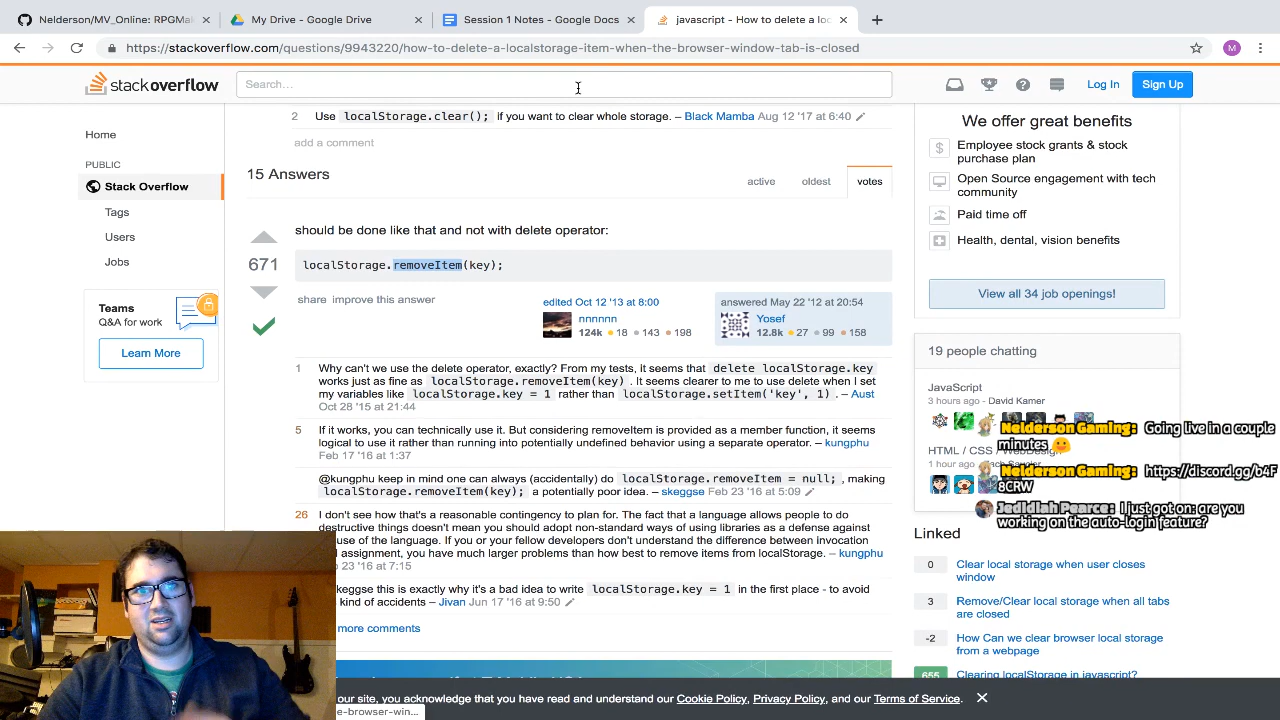 Nelderson/MV_Online: RPGMa
My Drive - Google Drive
Session 1 Notes - Google Docs
javascript - How to delete a loc
https://stackoverflow.com/questions/9943220/how-to-delete-a-localstorage-item-when-the-browser-window-tab-is-closed
M
stackoverflow
Search...
Log In
Sign Up
Home
PUBLIC
Stack Overflow
Tags
Users
Jobs
Teams
Q&A for work
Learn More
2 Use localStorage.clear(); if you want to clear whole storage. – Black Mamba Aug 12 '17 at 6:40
add a comment
15 Answers
active oldest votes
should be done like that and not with delete operator:
671
localStorage.removeItem(key);
share improve this answer
edited Oct 12 '13 at 8:00
nnnnnn
124k 18 143 198
answered May 22 '12 at 20:54
Yosef
12.8k 27 99 158
1 Why can't we use the delete operator, exactly? From my tests, it seems that delete localStorage.key
works just as fine as localStorage.removeItem(key) . It seems clearer to me to use delete when I set
my variables like localStorage.key = 1 rather than localStorage.setItem('key', 1) . – Aust
Oct 28 '15 at 21:44
5 If it works, you can technically use it. But considering removeItem is provided as a member function, it seems
logical to use it rather than running into potentially undefined behavior using a separate operator. – kungphu
Feb 17 '16 at 1:37
@kungphu keep in mind one can always (accidentally) do localStorage.removeItem = null; , making
localStorage.removeItem(key); a potentially poor idea. – skeggse Feb 23 '16 at 5:09
26 I don't see how that's a reasonable contingency to plan for. The fact that a language allows people to do
destructive things doesn't mean you should adopt non-standard ways of using libraries as a defense against
use of the language. If you or your fellow developers don't understand the difference between invocation
assignment, you have much larger problems than how best to remove items from localStorage. – kungphu
23 '16 at 7:15
keggse this is exactly why it's a bad idea to write localStorage.key = 1 in the first place - to avoid
kind of accidents – Jivan Jun 17 '16 at 9:50
more comments
We offer great benefits
Employee stock grants & stock
purchase plan
Open Source engagement with tech
community
Paid time off
Health, dental, vision benefits
View all 34 job openings!
19 people chatting
JavaScript
3 hours ago - David Kamer
HTML / CSS / WebDesign
1 hour ago
Nelderson Gaming: Going live in a couple
minutes
Nelderson Gaming: https://discord.gg/b4F
8CRW
Jedidiah Pearce: I just got on: are you
working on the auto-login feature?
Linked
0 Clear local storage when user closes
window
3 Remove/Clear local storage when all tabs
are closed
-2 How Can we clear browser local storage
from a webpage
655 Clearing localStorage in javascript?
our site, you acknowledge that you have read and understand our Cookie Policy, Privacy Policy, and our Terms of Service.
e-browser-win...